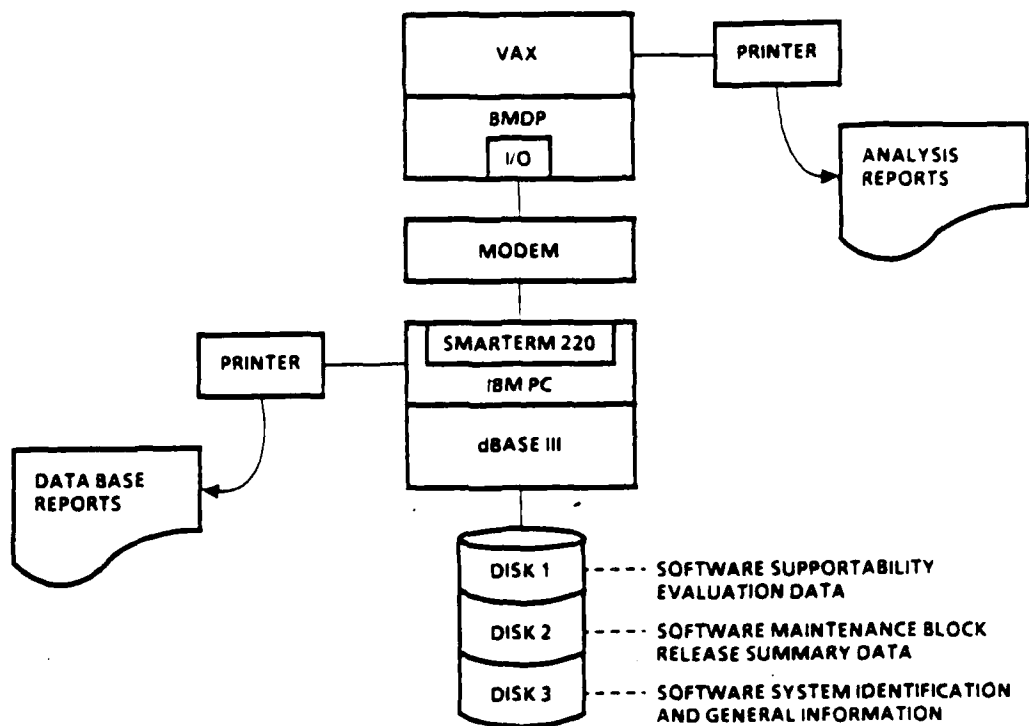 VAX
PRINTER
BMDP
I/O
ANALYSIS
REPORTS
MODEM
SMARTERM 220
PRINTER
IBM PC
dBASE III
DATA BASE
REPORTS
DISK 1
SOFTWARE SUPPORTABILITY
EVALUATION DATA
DISK 2
SOFTWARE MAINTENANCE BLOCK
RELEASE SUMMARY DATA
DISK 3
SOFTWARE SYSTEM IDENTIFICATION
AND GENERAL INFORMATION